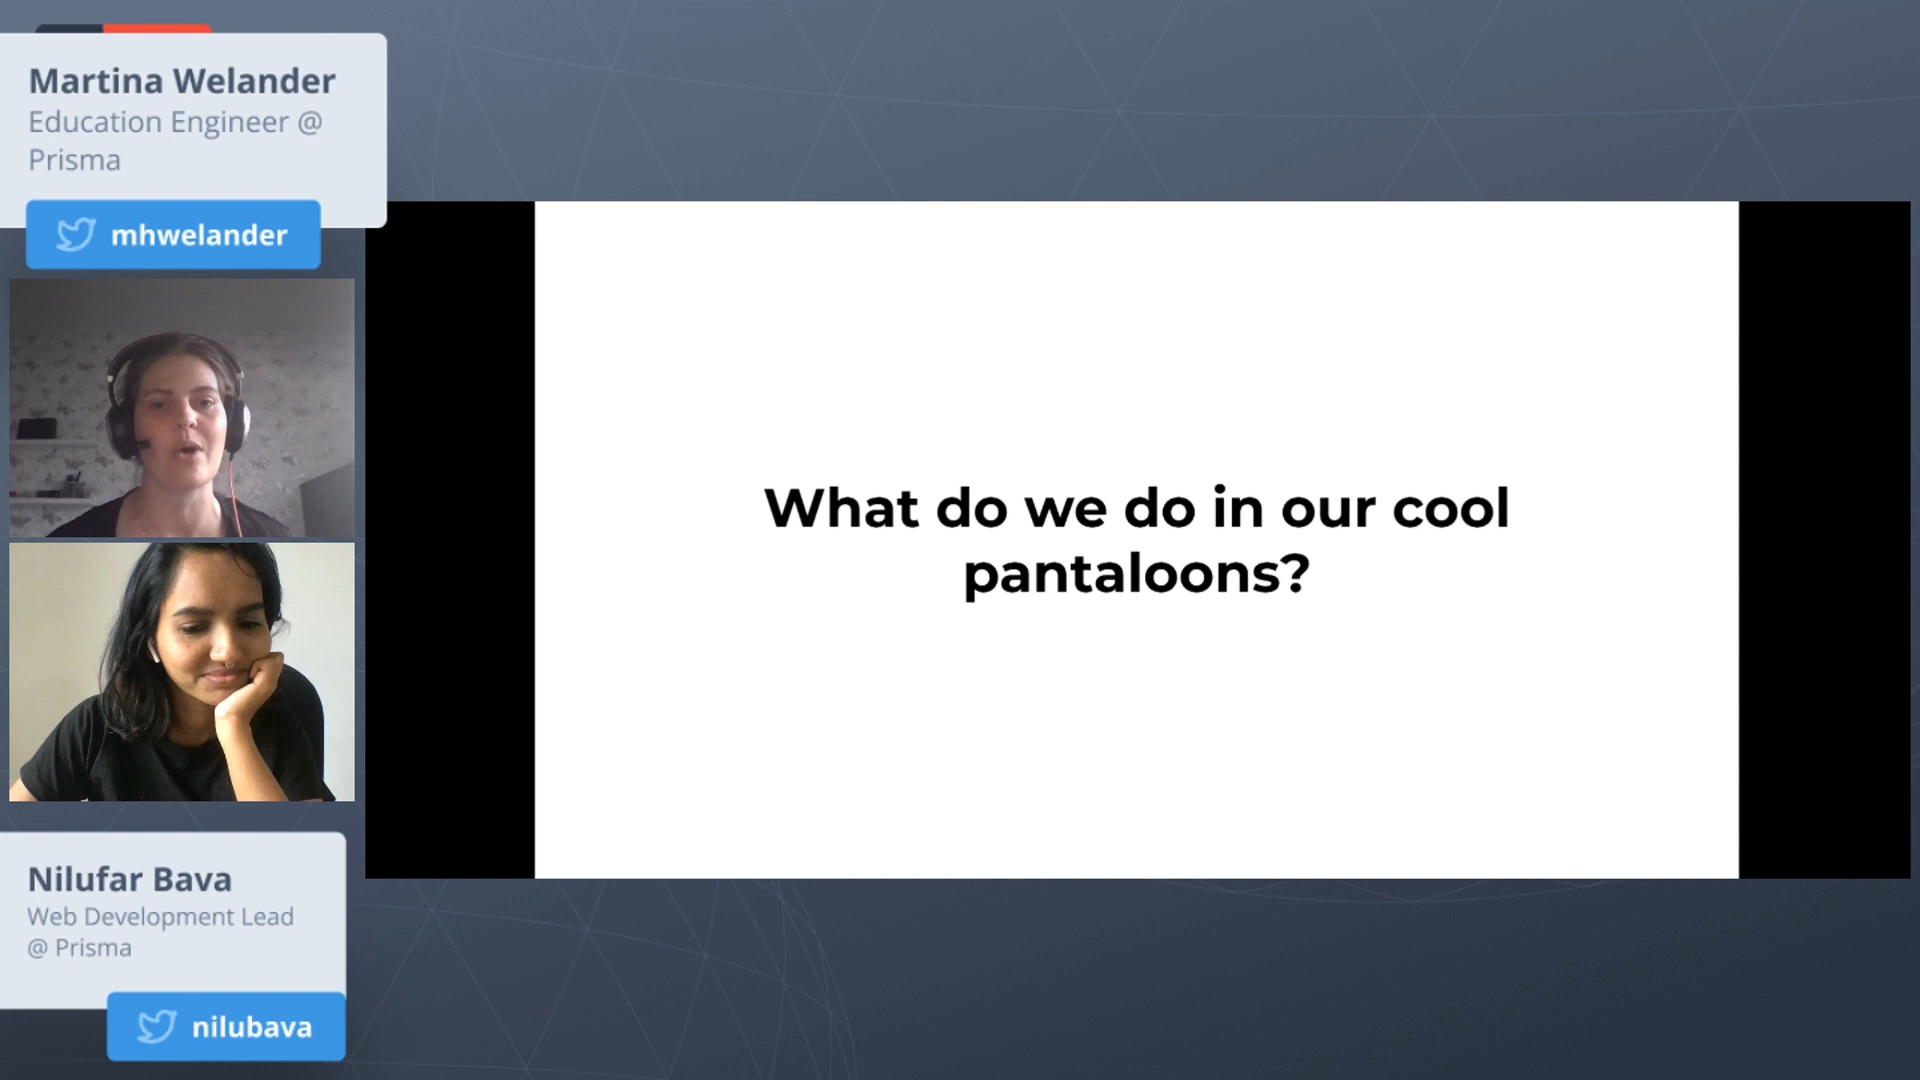 Martina Welander
Education Engineer @
Prisma
mhwelander
What do we do in our cool
pantaloons?
Nilufar Bava
Web Development Lead
@ Prisma
nilubava